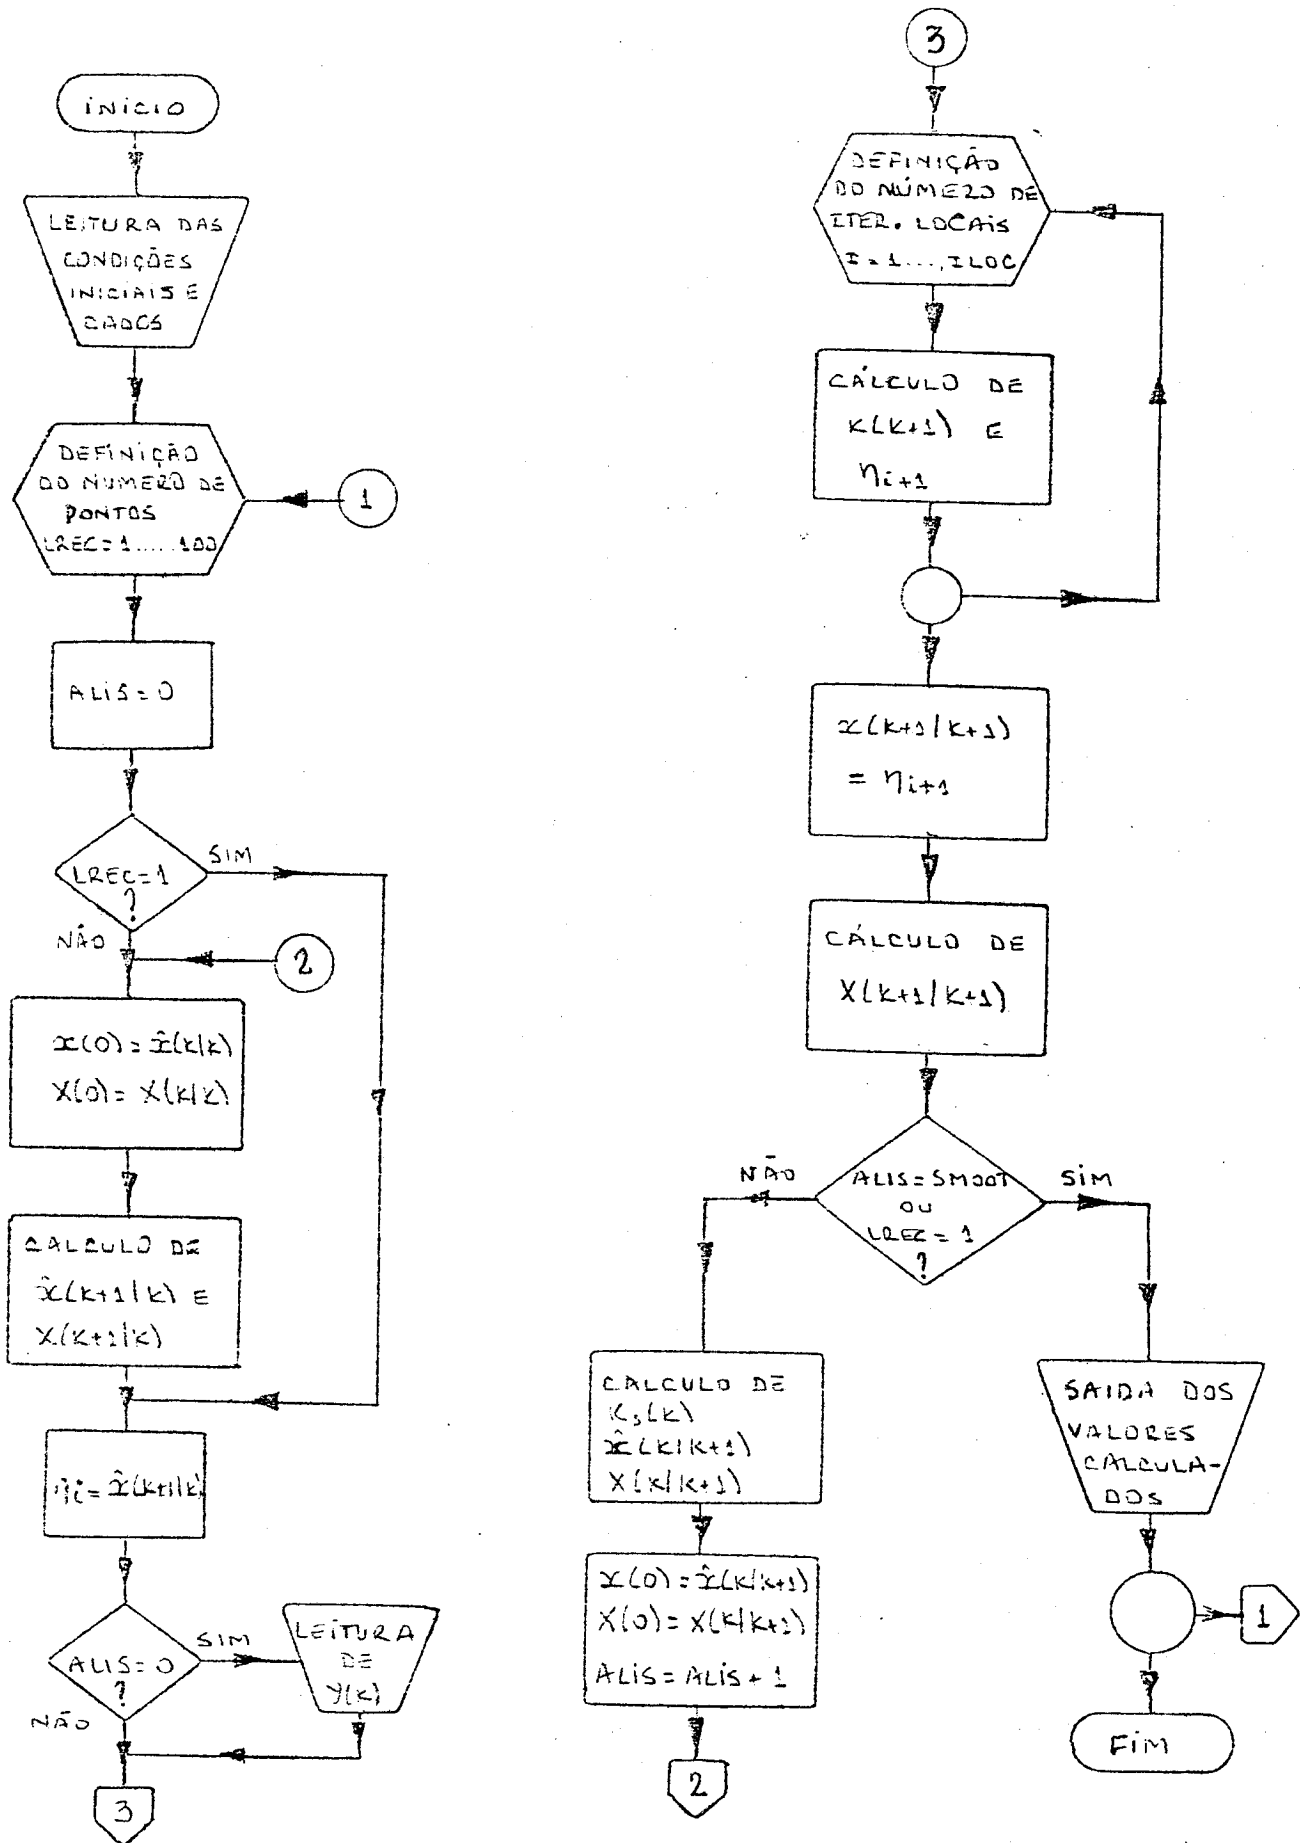 INÍCIO
LEITURA DAS
CONDIÇÕES
INICIAIS E
DADOS
DEFINIÇÃO
DO NÚMERO DE
PONTOS
LREC=1.....100
1
ALIS=0
LREC=1
?
SIM
NÃO
2
x(0)=x̂(k|k)
X(0)=X(k|k)
CALCULO DE
x̂(k+1|k) E
X(k+1|k)
ηi=x̂(k+1|k)
ALIS=0
?
SIM
NÃO
LEITURA
DE
Y(k)
3
3
DEFINIÇÃO
DO NÚMERO DE
ITER. LOCAIS
I=1...,ILOC
CÁLCULO DE
K(k+1) E
ηi+1
x(k+1|k+1)
= ηi+1
CÁLCULO DE
X(k+1|k+1)
ALIS=SMOOT
OU
LREC=1
?
NÃO
SIM
CALCULO DE
Ks(k)
x̂(k|k+1)
X(k|k+1)
x(0)=x̂(k|k+1)
X(0)=X(k|k+1)
ALIS=ALIS+1
2
SAIDA DOS
VALORES
CALCULA-
DOS
1
FIM